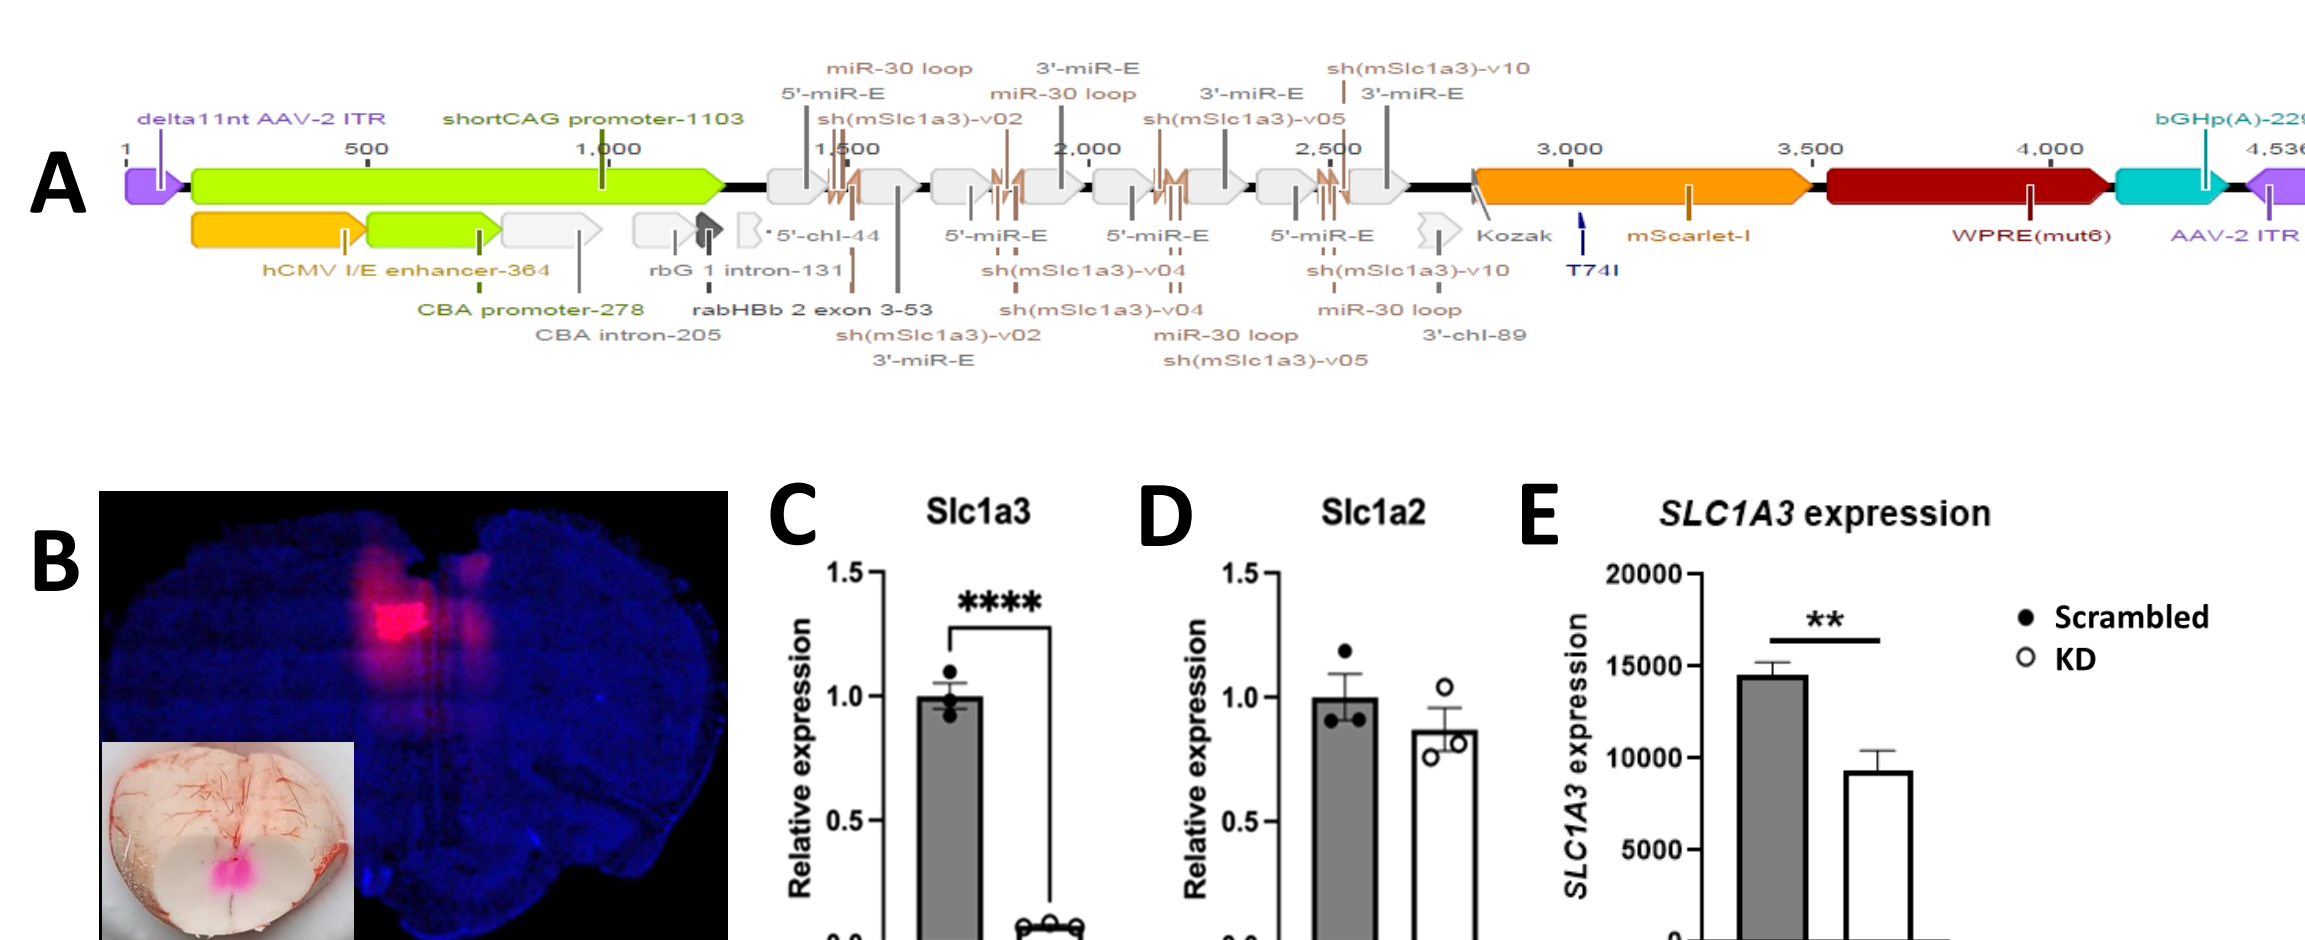 A
miR-30 loop 3'-miR-E sh(mSlc1a3)-v10
5'-miR-E miR-30 loop 3'-miR-E 3'-miR-E
delta11nt AAV-2 ITR shortCAG promoter-1103 sh(mSlc1a3)-v02 sh(mSlc1a3)-v05 bGHp(A)-229
1 500 1,000 1,500 2,000 2,500 3,000 3,500 4,000 4,536
5'-chI-44 5'-miR-E 5'-miR-E 5'-miR-E Kozak mScarlet-I WPRE(mut6) AAV-2 ITR
hCMV I/E enhancer-364 rbG 1 intron-131 sh(mSlc1a3)-v04 sh(mSlc1a3)-v10 T74I
CBA promoter-278 rabHBb 2 exon 3-53 sh(mSlc1a3)-v04 miR-30 loop
CBA intron-205 sh(mSlc1a3)-v02 miR-30 loop 3'-chI-89
3'-miR-E sh(mSlc1a3)-v05
B
C
Slc1a3
1.5
****
1.0
0.5
Relative expression
D
Slc1a2
1.5
1.0
0.5
Relative expression
E
SLC1A3 expression
20000
**
15000
10000
5000
SLC1A3 expression
Scrambled
KD